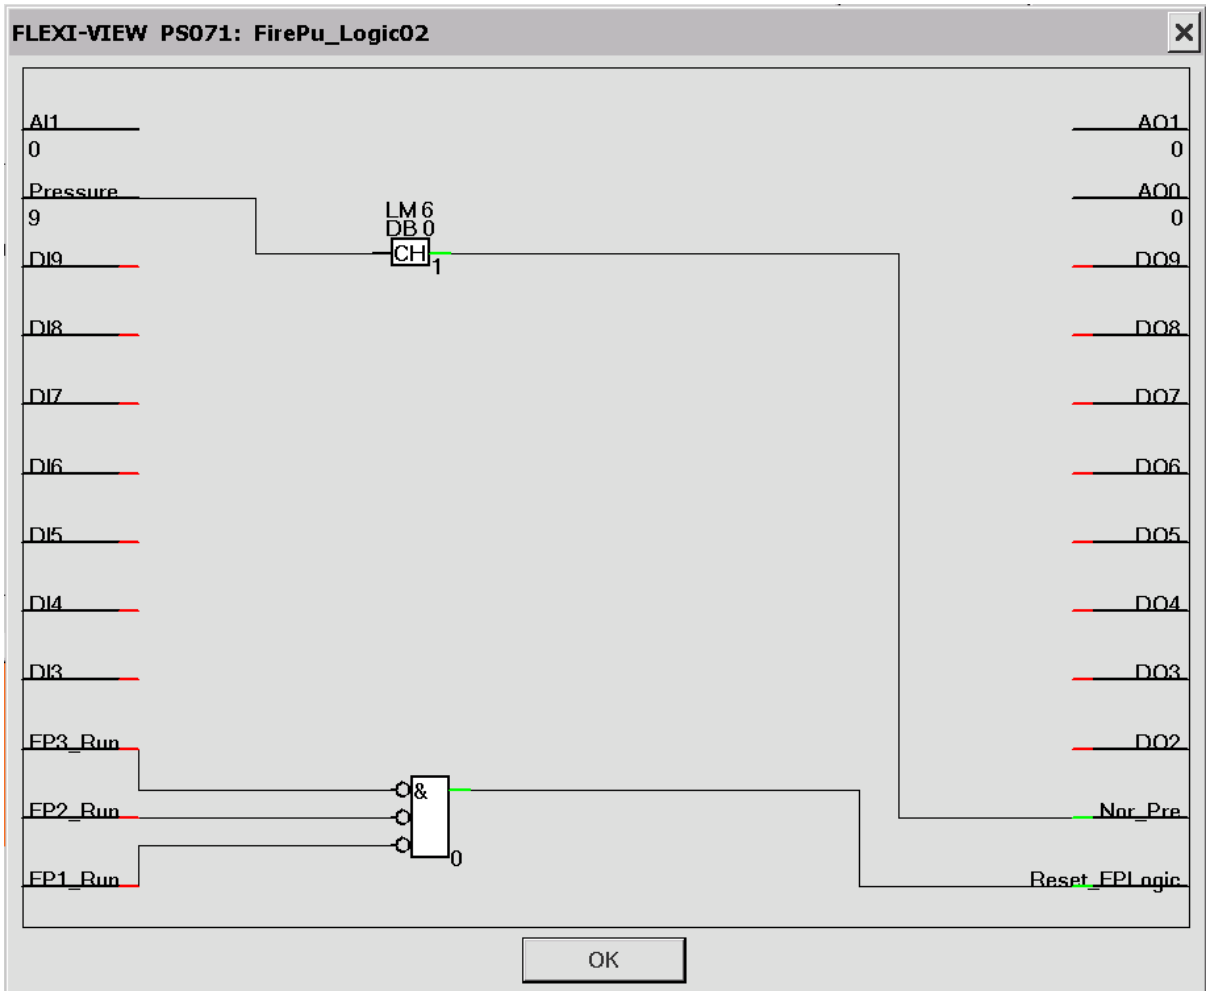 FLEXI-VIEW PS071: FirePu_Logic02
AI1
0
AO1
0
Pressure
9
LM 6
DB 0
CH
1
AO0
0
DI9
DO9
DI8
DO8
DI7
DO7
DI6
DO6
DI5
DO5
DI4
DO4
DI3
DO3
FP3_Run
DO2
&
FP2_Run
Nor_Pre
0
FP1_Run
Reset_FPLogic
OK